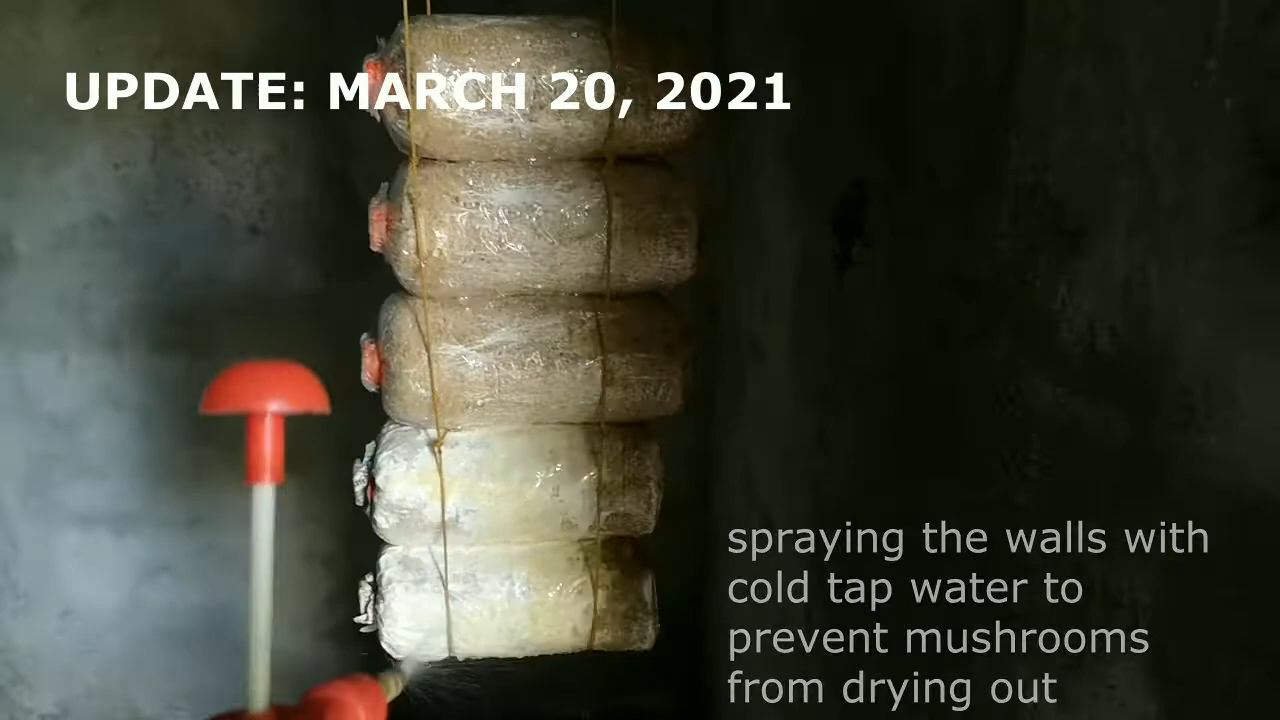 UPDATE: MARCH 20, 2021
spraying the walls with
cold tap water to
prevent mushrooms
from drying out